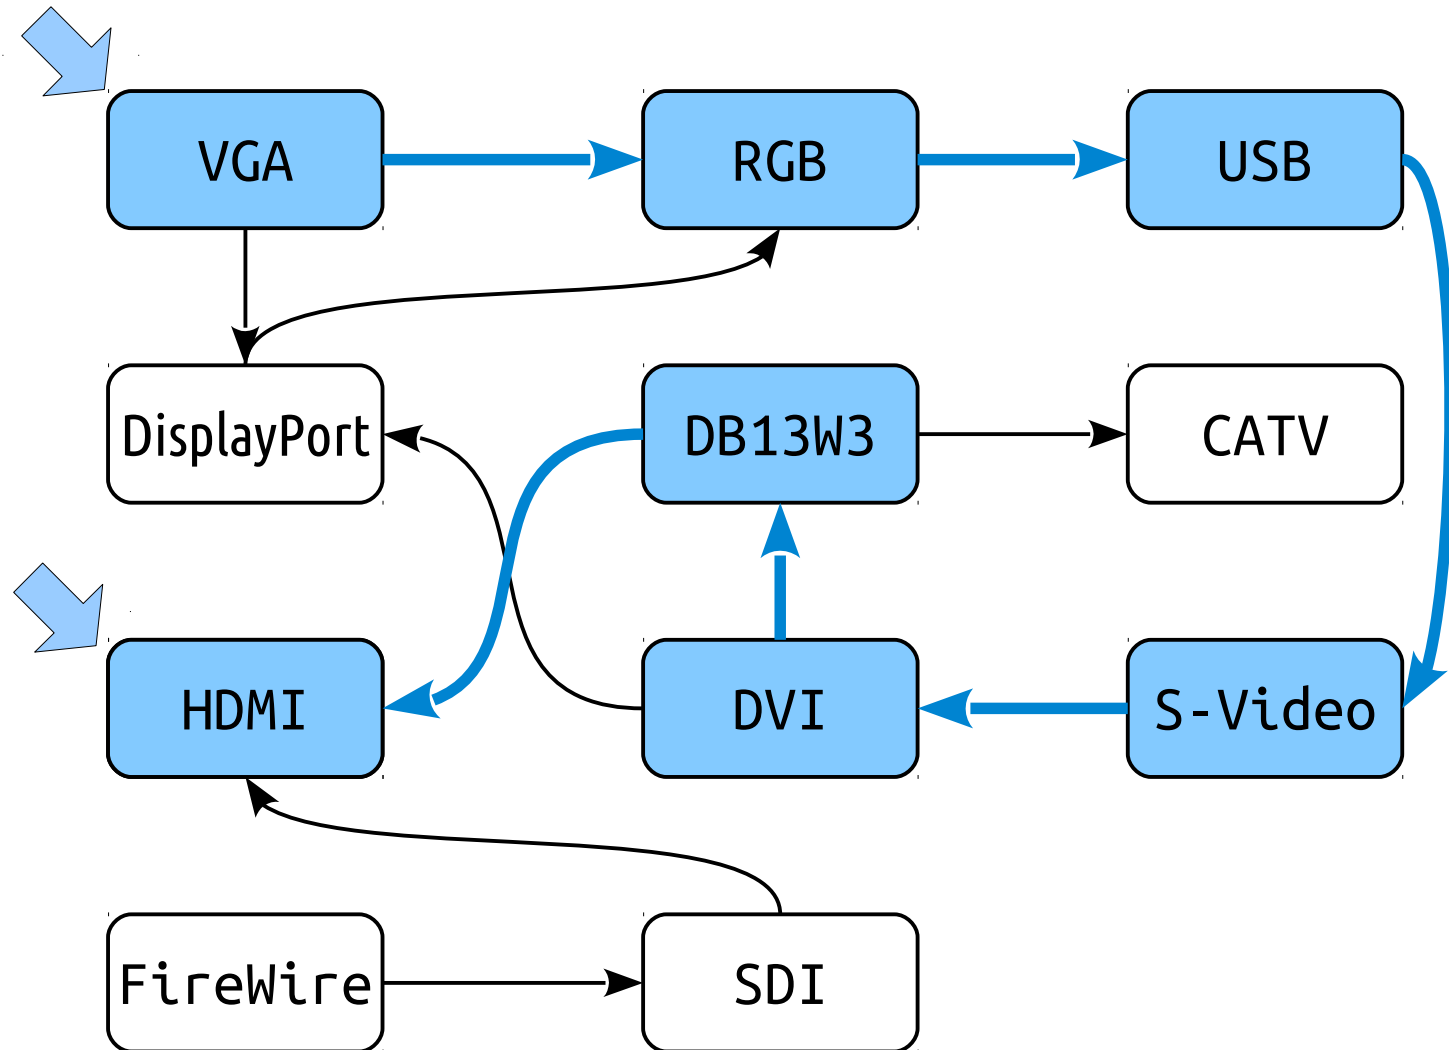 VGA
RGB
USB
DisplayPort
DB13W3
CATV
HDMI
DVI
S-Video
FireWire
SDI